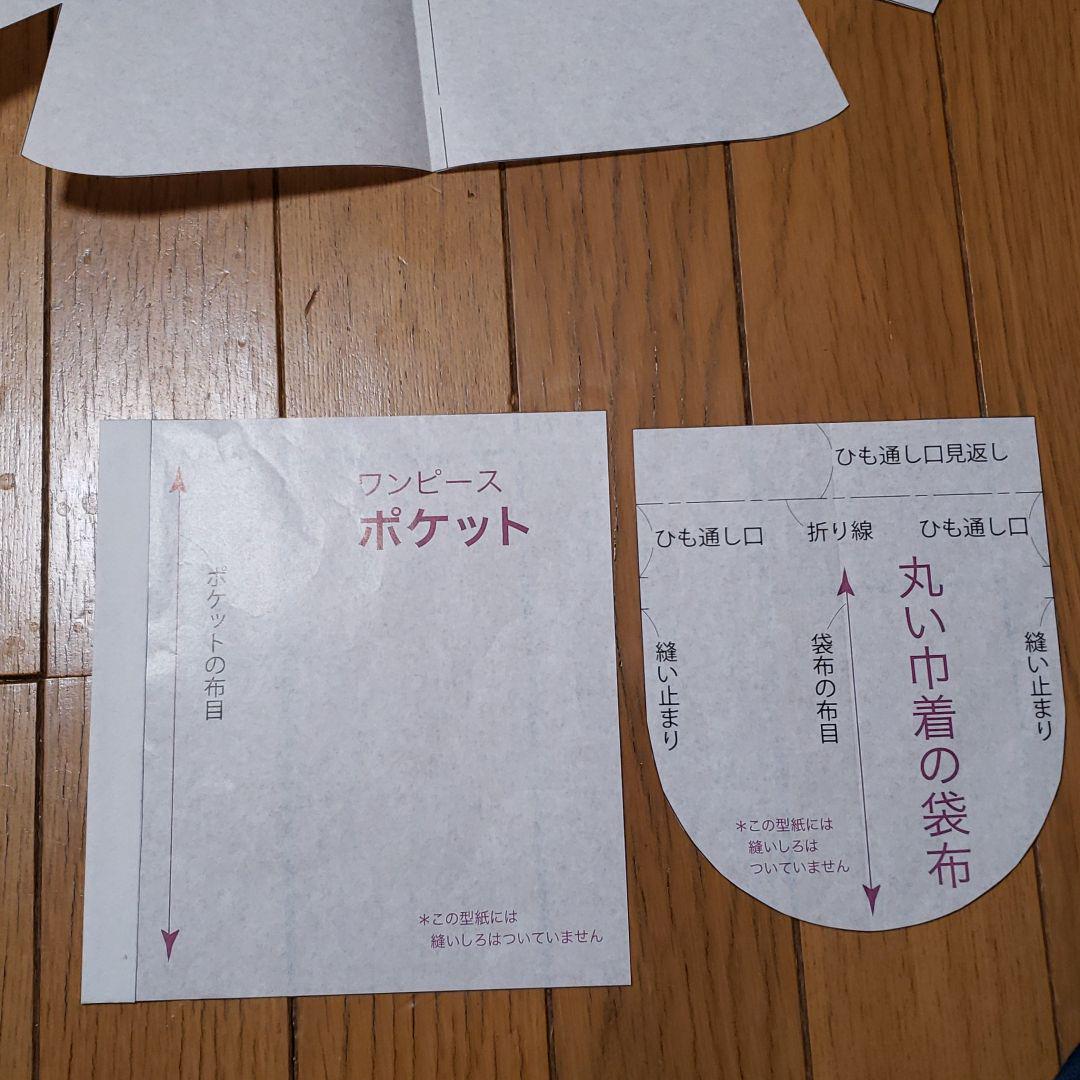 ワンピース
ポケット
ポケットの布目
＊この型紙には
縫いしろはついていません
ひも通し口見返し
ひも通し口
折り線
ひも通し口
丸い巾着の袋布
袋布の布目
縫い止まり
縫い止まり
＊この型紙には
縫いしろは
ついていません